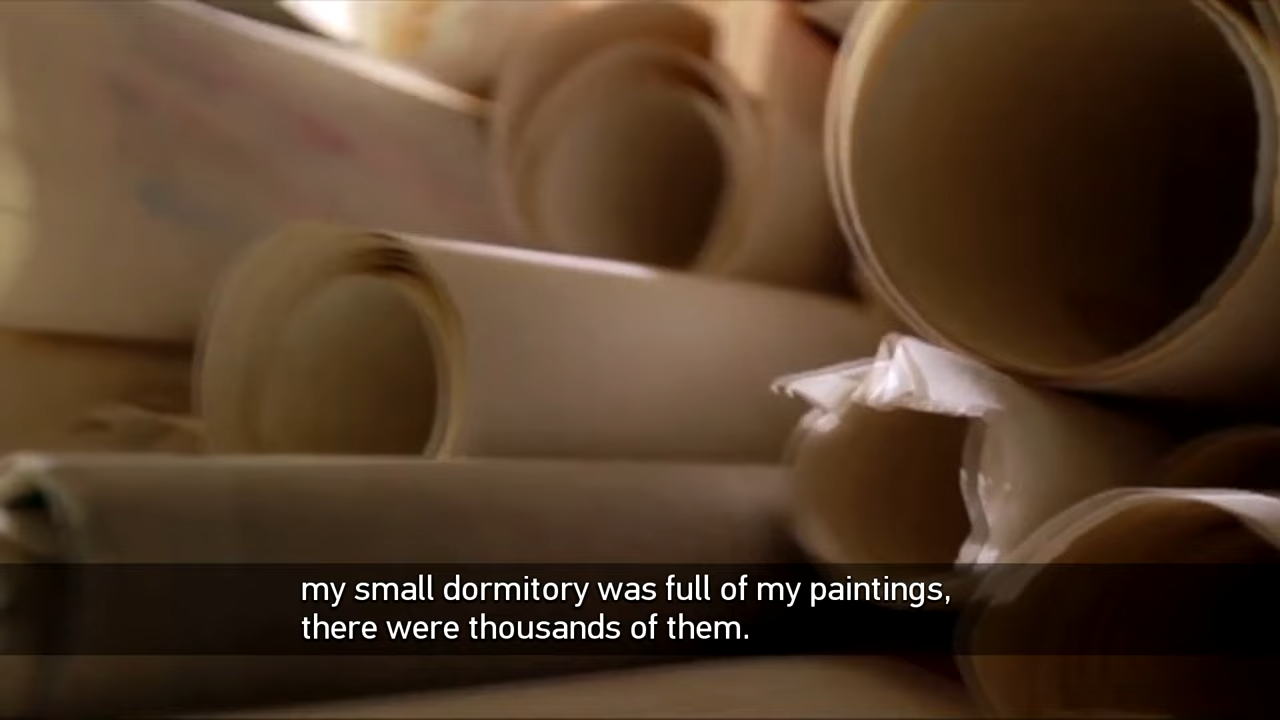 my small dormitory was full of my paintings,
there were thousands of them.